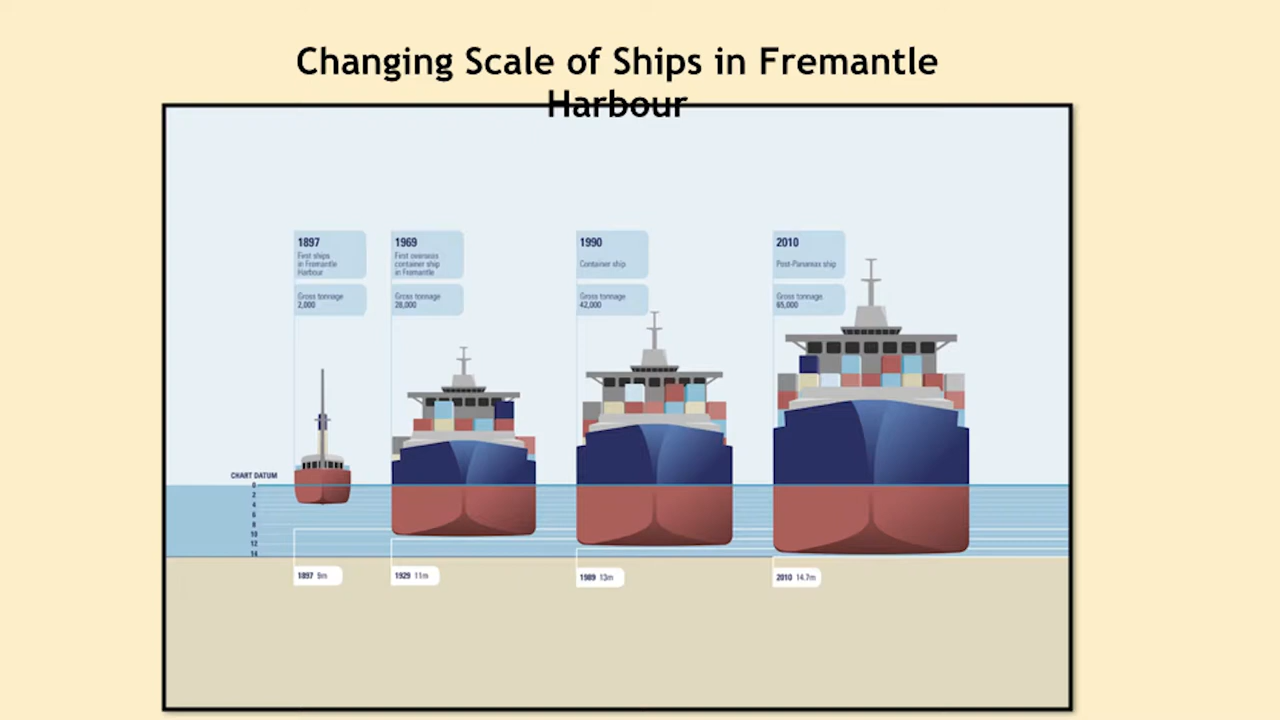 Changing Scale of Ships in Fremantle
Harbour
1897
First ships
in Fremantle
Harbour
Gross tonnage
2,000
1969
First overseas
container ship
in Fremantle
Gross tonnage
28,000
1990
Container ship
Gross tonnage
42,000
2010
Post-Panamax ship
Gross tonnage
65,000
CHART DATUM
0
2
4
6
8
10
12
14
1897 9m
1929 11m
1989 13m
2010 14.7m